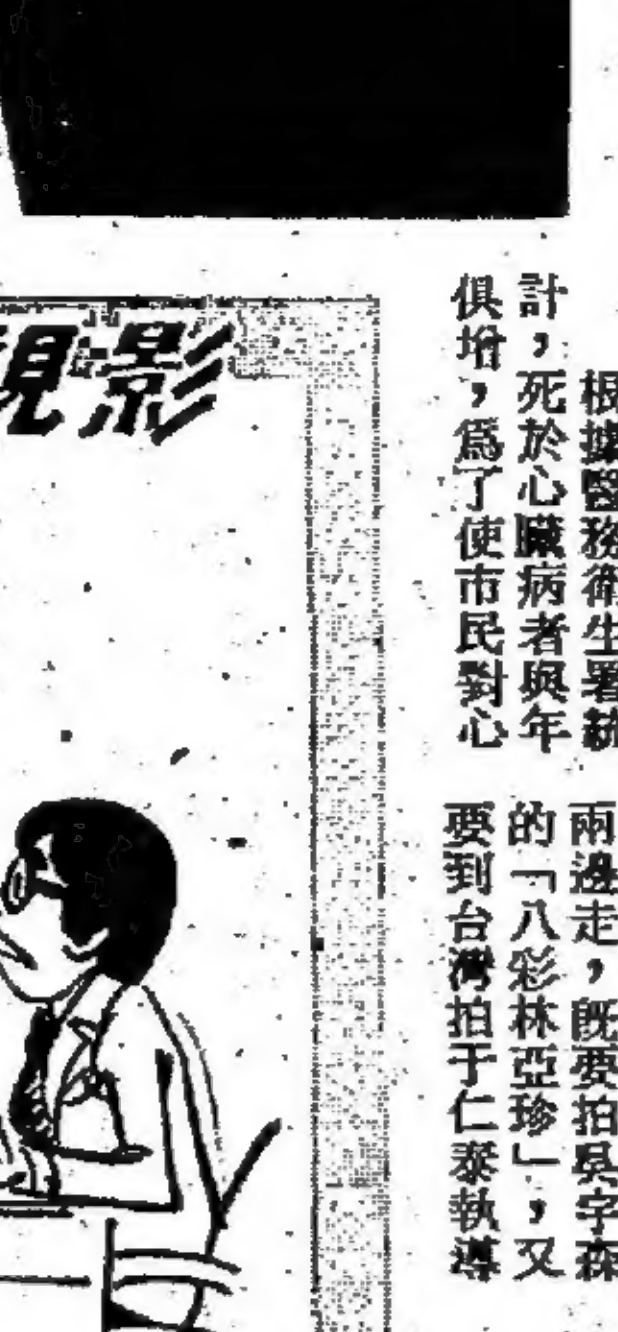 根據醫務衛生署統
計，死於心臟病者與年
俱增，爲了使市民對心
兩邊走，既要拍吳宇森
的「八彩林亞珍」，又
要到台灣拍于仁泰執導
視影